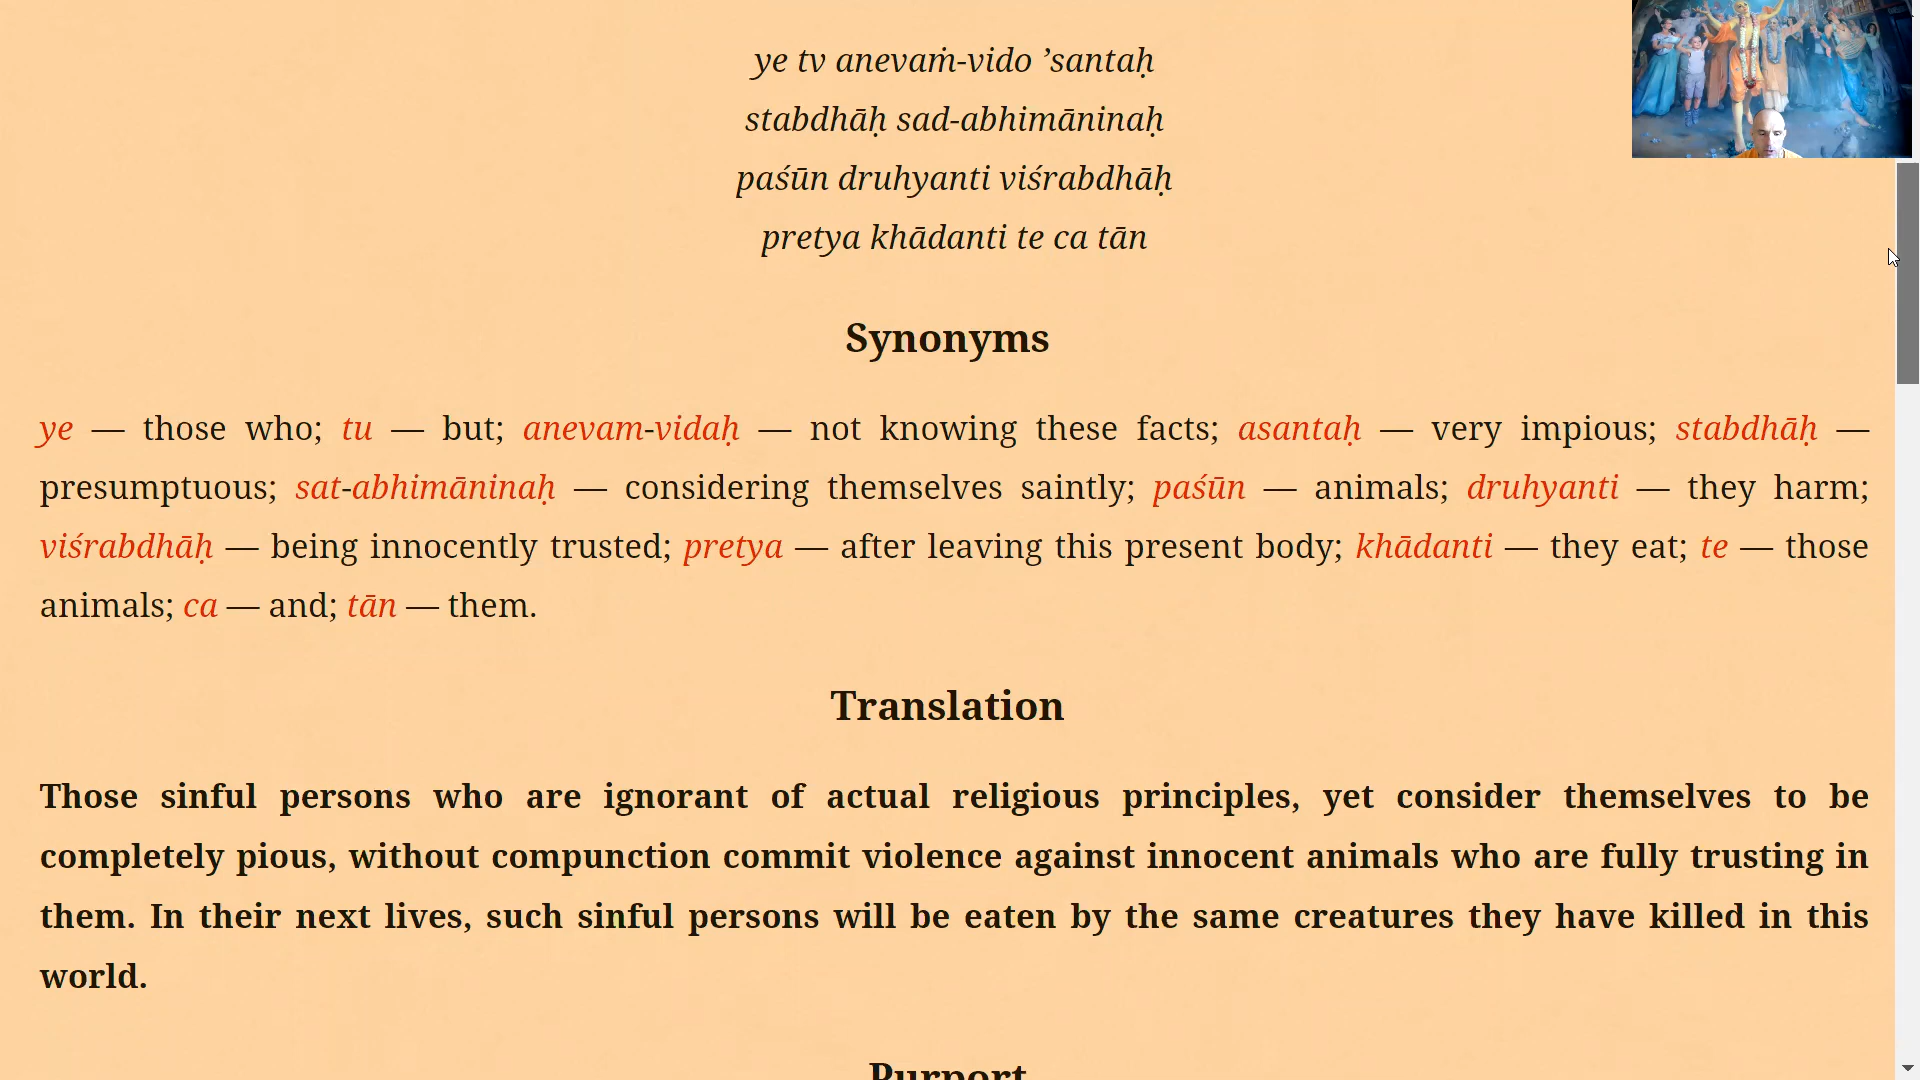 ye tv anevaṁ-vido ’santaḥ
stabdhāḥ sad-abhimāninaḥ
paśūn druhyanti viśrabdhāḥ
pretya khādanti te ca tān
Synonyms
ye — those who; tu — but; anevam-vidaḥ — not knowing these facts; asantaḥ — very impious; stabdhāḥ —
presumptuous; sat-abhimāninaḥ — considering themselves saintly; paśūn — animals; druhyanti — they harm;
viśrabdhāḥ — being innocently trusted; pretya — after leaving this present body; khādanti — they eat; te — those
animals; ca — and; tān — them.
Translation
Those sinful persons who are ignorant of actual religious principles, yet consider themselves to be
completely pious, without compunction commit violence against innocent animals who are fully trusting in
them. In their next lives, such sinful persons will be eaten by the same creatures they have killed in this
world.
Purport